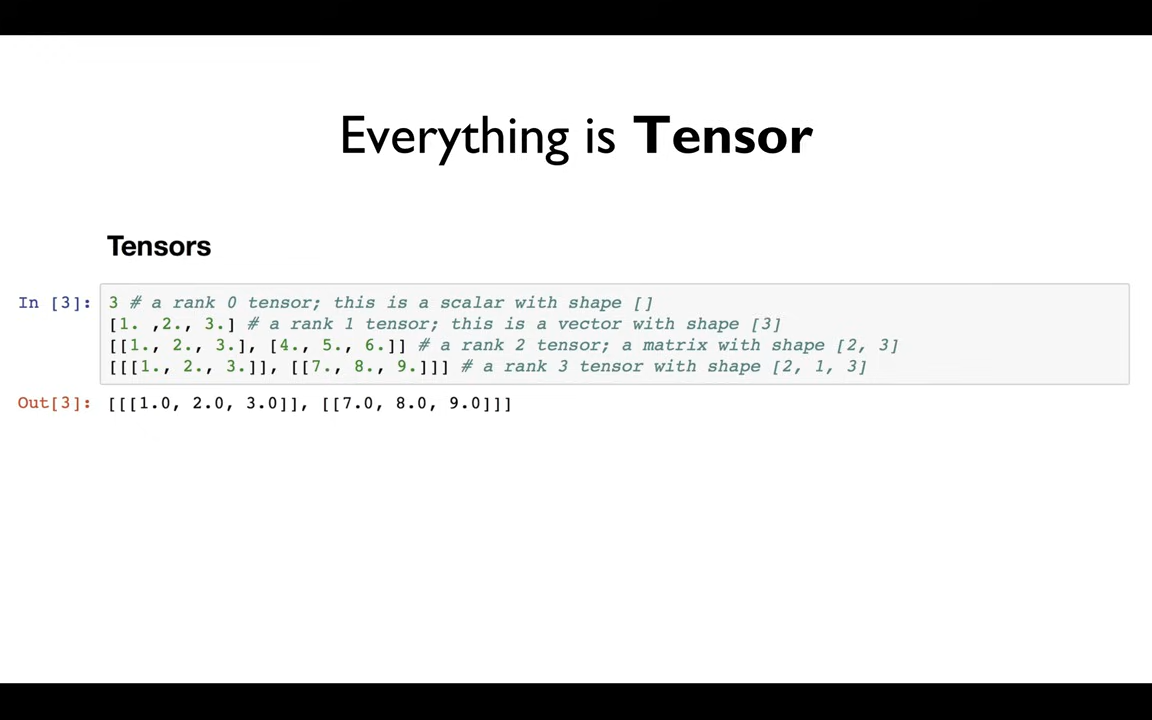 Everything is Tensor
Tensors
In [3]: 3 # a rank 0 tensor; this is a scalar with shape []
[1. ,2., 3.] # a rank 1 tensor; this is a vector with shape [3]
[[1., 2., 3.], [4., 5., 6.]] # a rank 2 tensor; a matrix with shape [2, 3]
[[[1., 2., 3.]], [[7., 8., 9.]]] # a rank 3 tensor with shape [2, 1, 3]
Out[3]: [[[1.0, 2.0, 3.0]], [[7.0, 8.0, 9.0]]]